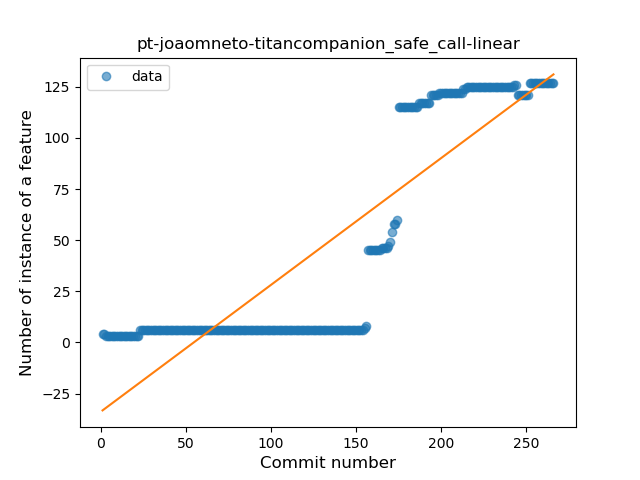 pt-joaomneto-titancompanion_safe_call-linear
data
Number of instance of a feature
125
100
75
50
25
0
−25
0 50 100 150 200 250
Commit number